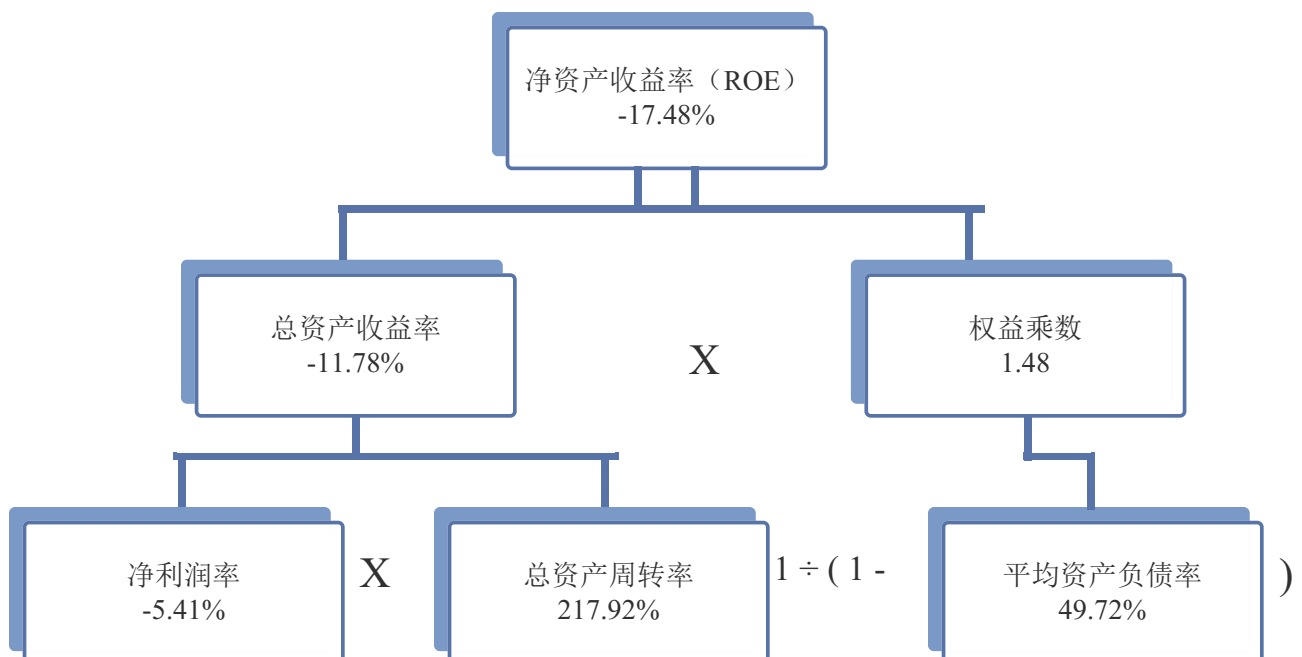 净资产收益率（ROE）
-17.48%
总资产收益率
-11.78%
X
权益乘数
1.48
净利润率
-5.41%
X
总资产周转率
217.92%
1 ÷ ( 1 -
平均资产负债率
49.72%
)